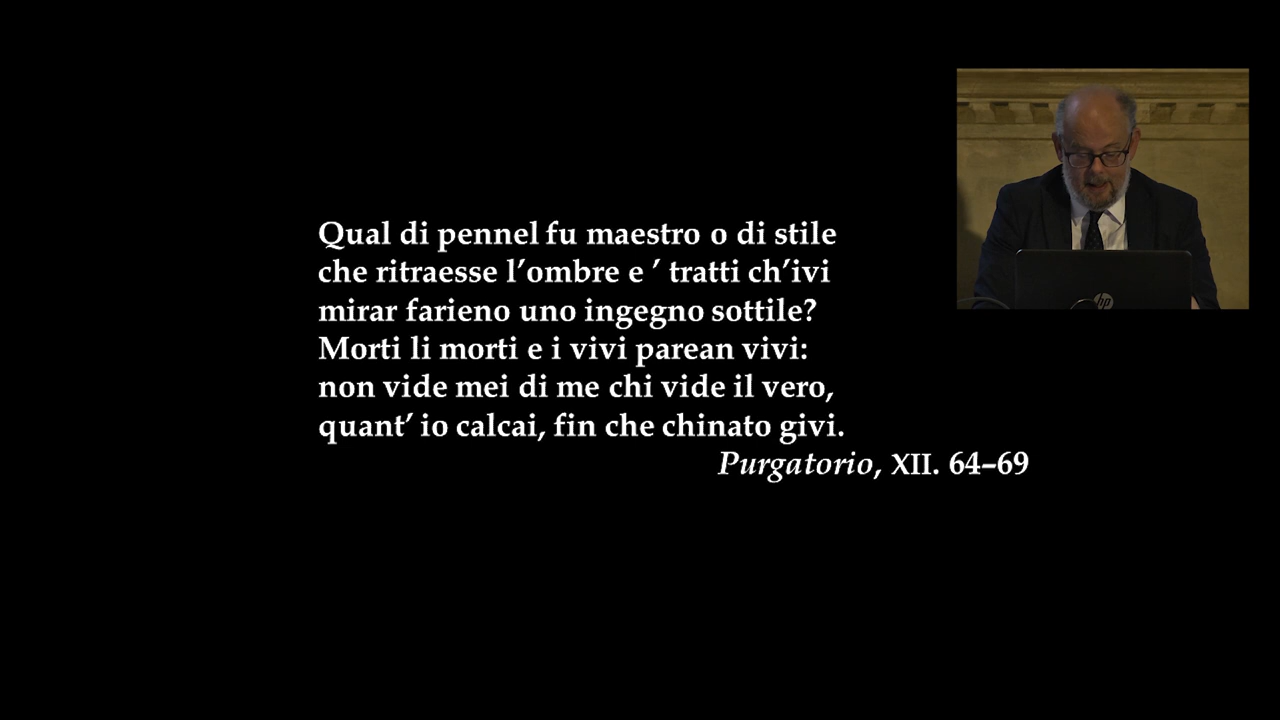 Qual di pennel fu maestro o di stile
che ritraesse l’ombre e ’ tratti ch’ivi
mirar farieno uno ingegno sottile?
Morti li morti e i vivi parean vivi:
non vide mei di me chi vide il vero,
quant’ io calcai, fin che chinato givi.
Purgatorio, XII. 64–69
hp